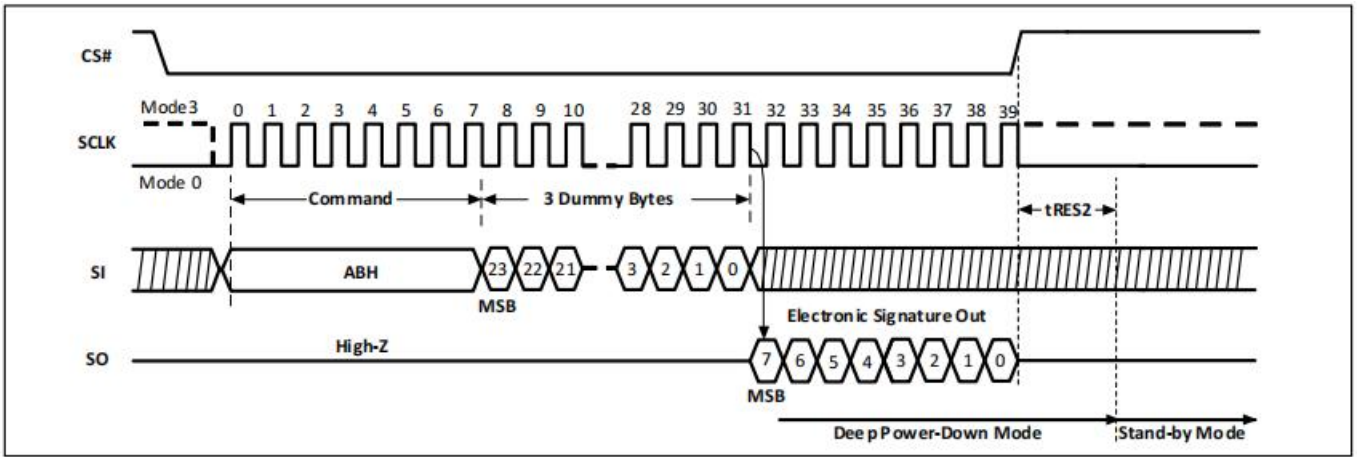 CS#
Mode3 0 1 2 3 4 5 6 7 8 9 10 28 29 30 31 32 33 34 35 36 37 38 39
SCLK
Mode 0
Command 3 Dummy Bytes
tRES2
SI ABH 23 22 21 3 2 1 0
MSB
Electronic Signature Out
High-Z
SO 7 6 5 4 3 2 1 0
MSB
Deep Power-Down Mode Stand-by Mode